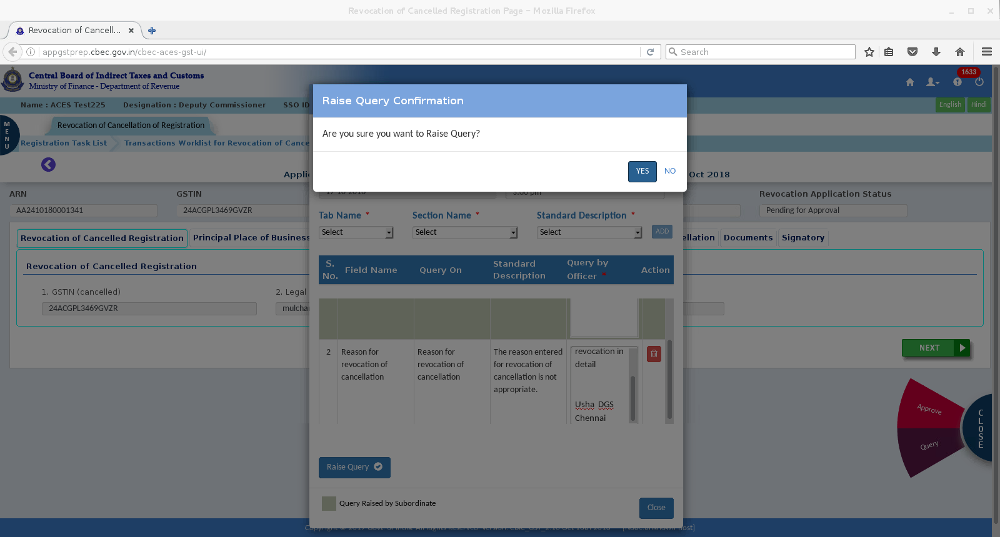 Revocation of Cancelled Registration Page - Mozilla Firefox
Revocation of Cancell...
appgstprep.cbec.gov.in/cbec-aces-gst-ui/
Search
Central Board of Indirect Taxes and Customs
Ministry of Finance - Department of Revenue
1633
Name : ACES Test225 Designation : Deputy Commissioner SSO ID
English Hindi
MENU
Revocation of Cancellation of Registration
Registration Task List Transactions Worklist for Revocation of Cance
Raise Query Confirmation
Are you sure you want to Raise Query?
YES NO
Oct 2018
ARN GSTIN Revocation Application Status
AA2410180001341 24ACGPL3469GVZR Pending for Approval
3:00 pm
Tab Name * Section Name * Standard Description *
Select Select Select ADD
Revocation of Cancelled Registration Principal Place of Business Documents Signatory
S. No. Field Name Query On Standard Description Query by Officer * Action
Revocation of Cancelled Registration
1. GSTIN (cancelled) 2. Legal
24ACGPL3469GVZR
2 Reason for revocation of cancellation Reason for revocation of cancellation The reason entered for revocation of cancellation is not appropriate.
revocation in
detail
Usha DGS
Chennai
NEXT
Approve
Query
CLOSE
Raise Query
Query Raised by Subordinate
Close